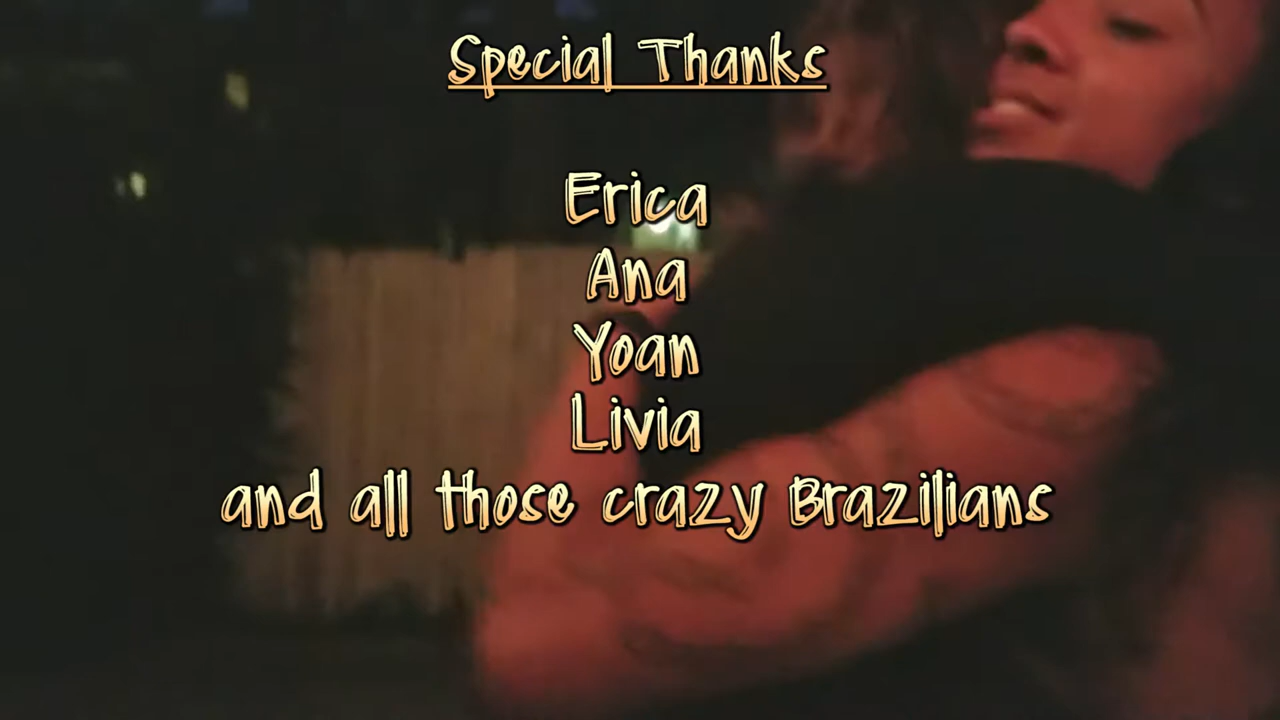 Special Thanks
Erica
Ana
Yoan
Livia
and all those crazy Brazilians